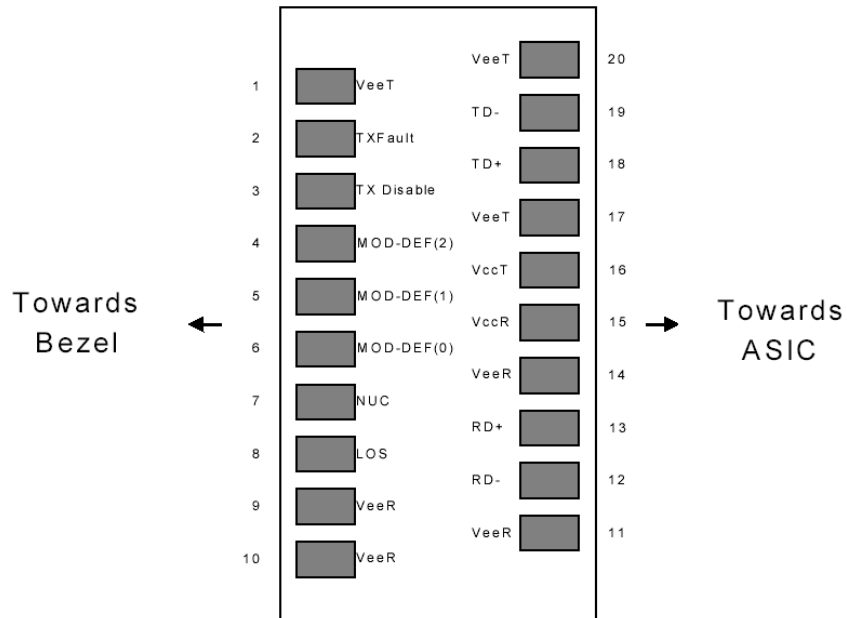 VeeT 20
1 VeeT
TD- 19
2 TXFault
TD+ 18
3 TX Disable
VeeT 17
4 MOD-DEF(2)
VccT 16
5 MOD-DEF(1)
Towards
Bezel
VccR 15
Towards
ASIC
6 MOD-DEF(0)
VeeR 14
7 NUC
RD+ 13
8 LOS
RD- 12
9 VeeR
VeeR 11
10 VeeR